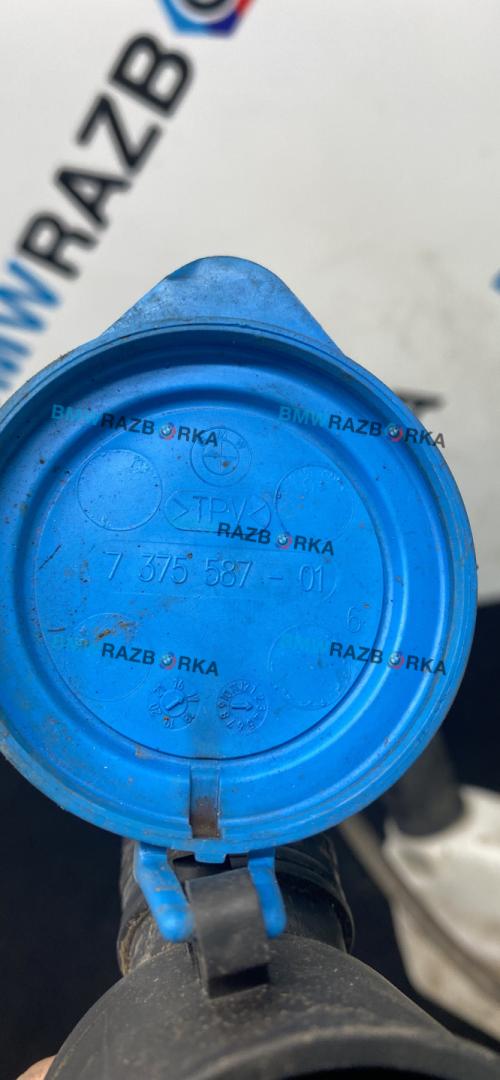 BMWRAZB
BMWRAZBORKA
BMWRAZBORKA
>TPV<
RAZBORKA
7 375 587 - 01
6
RAZBORKA
RAZBORKA